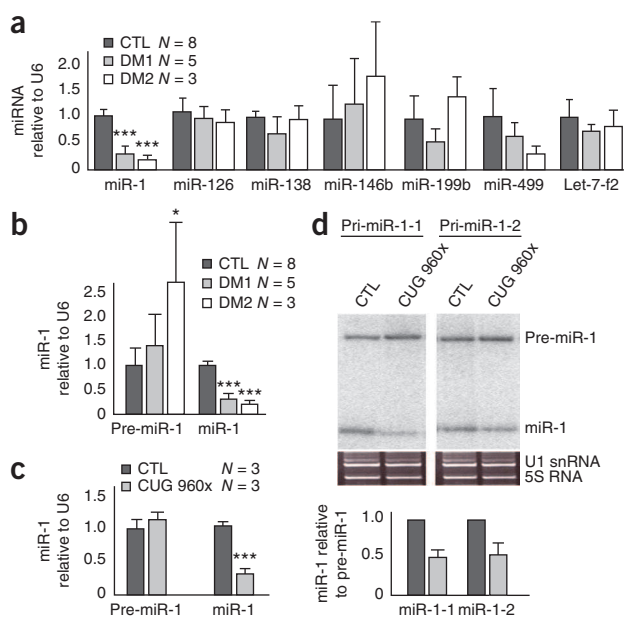 a
CTL N = 8
DM1 N = 5
DM2 N = 3
miRNA
relative to U6
2.0
1.5
1.0
0.5
0
***
***
miR-1
miR-126
miR-138
miR-146b
miR-199b
miR-499
Let-7-f2
b
CTL N = 8
DM1 N = 5
DM2 N = 3
miR-1
relative to U6
2.5
2.0
1.5
1.0
0.5
0
*
***
***
Pre-miR-1
miR-1
c
CTL N = 3
CUG 960x N = 3
miR-1
relative to U6
1.5
1.0
0.5
0
***
Pre-miR-1
miR-1
d
Pri-miR-1-1
Pri-miR-1-2
CTL
CUG 960x
CTL
CUG 960x
Pre-miR-1
miR-1
U1 snRNA
5S RNA
miR-1 relative
to pre-miR-1
1.0
0.5
0
miR-1-1
miR-1-2